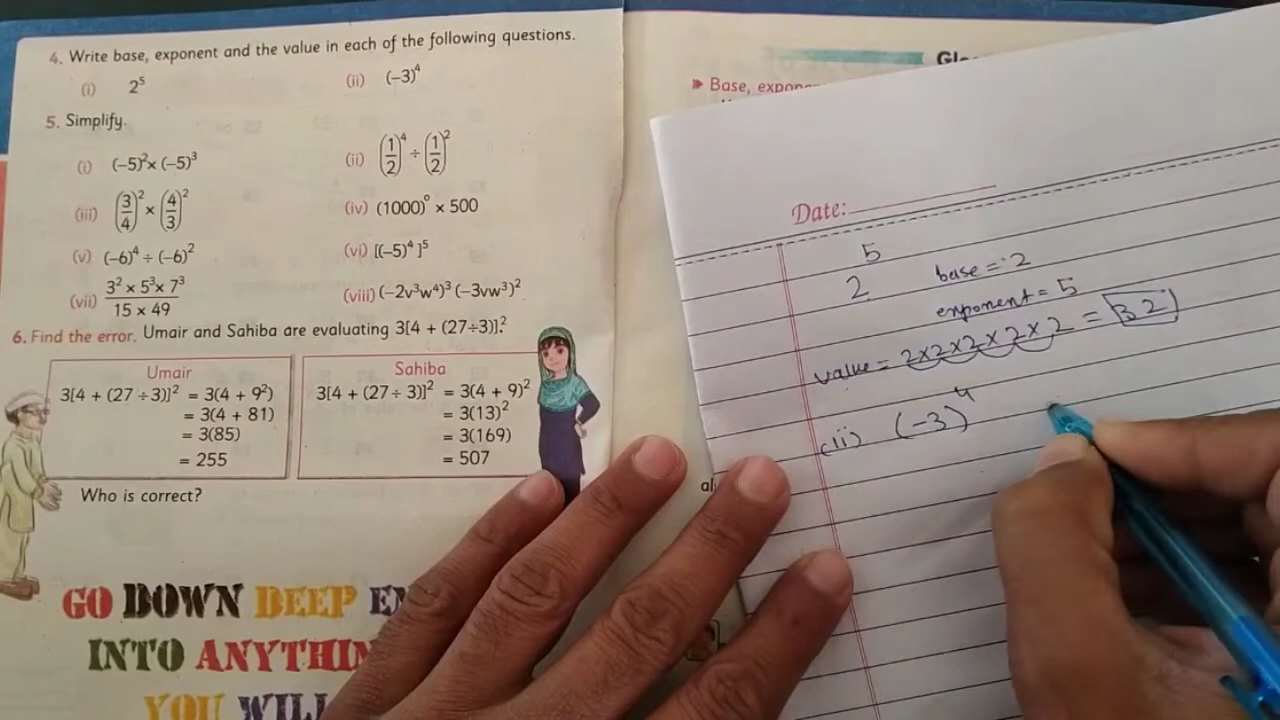 4. Write base, exponent and the value in each of the following questions.
(i) 2⁵ (ii) (−3)⁴
5. Simplify.
(i) (−5)²× (−5)³ (ii) (1/2)⁴ ÷ (1/2)²
(iii) (3/4)² × (4/3)² (iv) (1000)⁰ × 500
(v) (−6)⁴ ÷ (−6)² (vi) [(−5)⁴ ]⁵
(vii) 3² × 5³× 7³ / 15 × 49 (viii) (−2v³w⁴)³ (−3vw³)²
6. Find the error. Umair and Sahiba are evaluating 3[4 + (27÷3)].²
Umair
3[4 + (27 ÷3)]² = 3(4 + 9²)
= 3(4 + 81)
= 3(85)
= 255
Sahiba
3[4 + (27 ÷ 3)]² = 3(4 + 9)²
= 3(13)²
= 3(169)
= 507
Who is correct?
GO DOWN DEEP
INTO
YOU
Base,
Date:
2⁵ base = 2
exponent = 5
value = 2×2×2×2×2 = 32
(ii) (−3)⁴